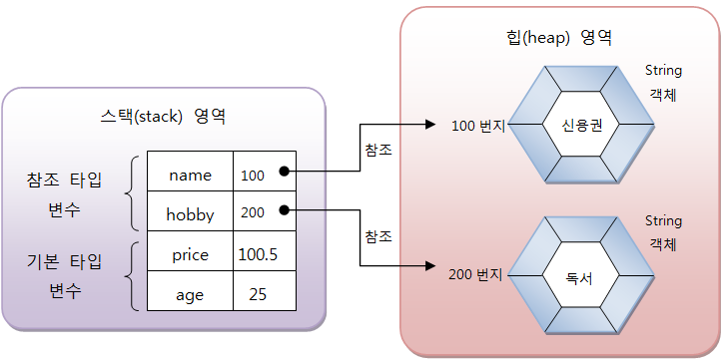 힙(heap) 영역
String
객체
100 번지
신용권
스택(stack) 영역
참조
참조 타입
변수
name 100
hobby 200
기본 타입
변수
price 100.5
age 25
참조
String
객체
200 번지
독서